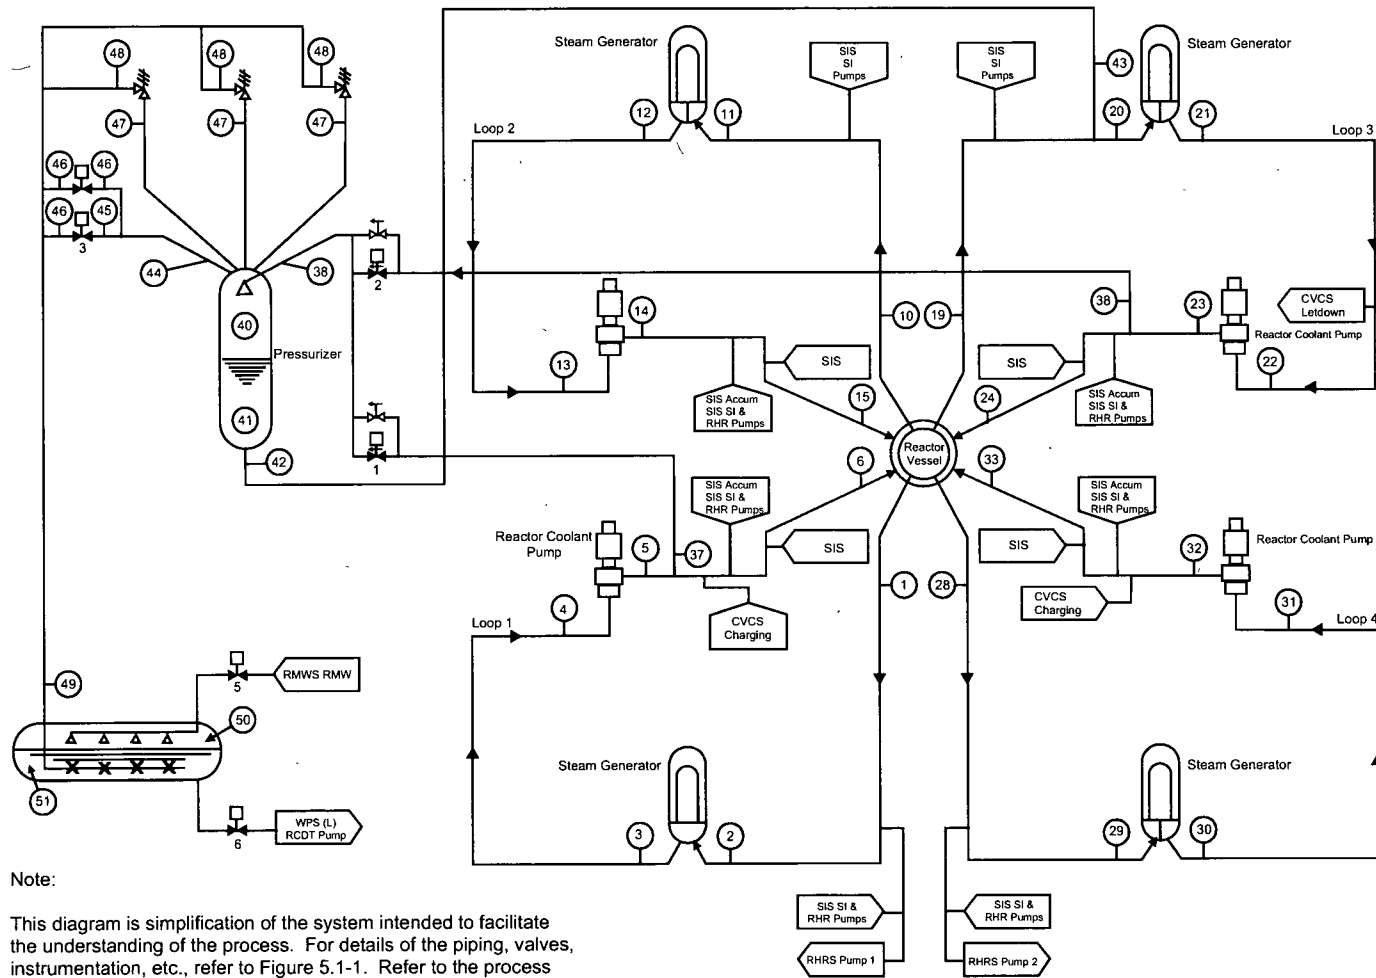 48
48
48
47
47
47
46
46
46
45
3
44
38
2
40
Pressurizer
41
42
1
Steam Generator
SIS
SI
Pumps
SIS
SI
Pumps
43
Steam Generator
12
11
20
21
Loop 2
Loop 3
14
10
19
38
23
CVCS
Letdown
Reactor Coolant Pump
13
SIS
SIS
22
SIS Accum
SIS SI &
RHR Pumps
15
24
SIS Accum
SIS SI &
RHR Pumps
Reactor
Vessel
6
33
SIS Accum
SIS SI &
RHR Pumps
SIS Accum
SIS SI &
RHR Pumps
Reactor Coolant
Pump
5
37
SIS
SIS
32
Reactor Coolant Pump
4
1
28
CVCS
Charging
CVCS
Charging
31
Loop 1
Loop 4
49
5
RMWS RMW
50
51
6
WPS (L)
RCDT Pump
Steam Generator
Steam Generator
3
2
29
30
SIS SI &
RHR Pumps
SIS SI &
RHR Pumps
RHRS Pump 1
RHRS Pump 2
Note:
This diagram is simplification of the system intended to facilitate
the understanding of the process. For details of the piping, valves,
instrumentation, etc., refer to Figure 5.1-1. Refer to the process